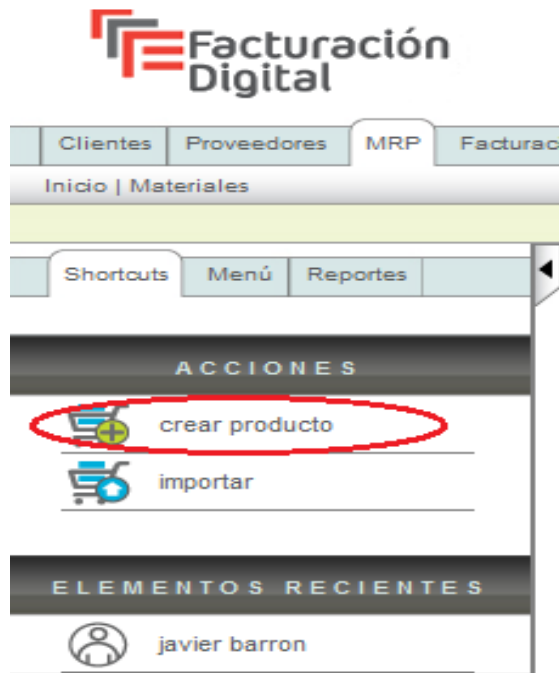 Facturación
Digital
Clientes Proveedores MRP Facturac
Inicio | Materiales
Shortcuts Menú Reportes
ACCIONES
crear producto
importar
ELEMENTOS RECIENTES
javier barron